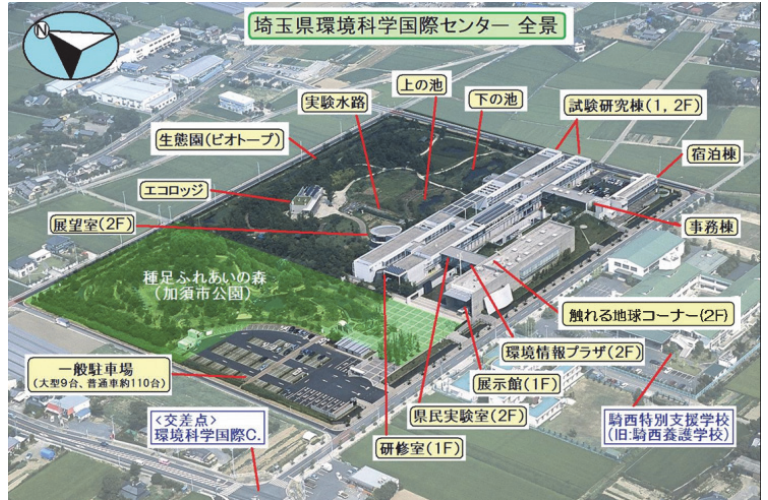 埼玉県環境科学国際センター 全景
N
上の池
実験水路
下の池
試験研究棟(1, 2F)
生態園(ビオトープ)
宿泊棟
エコロッジ
展望室(2F)
事務棟
種足ふれあいの森
(加須市公園)
触れる地球コーナー(2F)
環境情報プラザ(2F)
一般駐車場
(大型9台、普通車約110台)
展示館(1F)
<交差点>
環境科学国際C.
県民実験室(2F)
騎西特別支援学校
(旧:騎西養護学校)
研修室(1F)